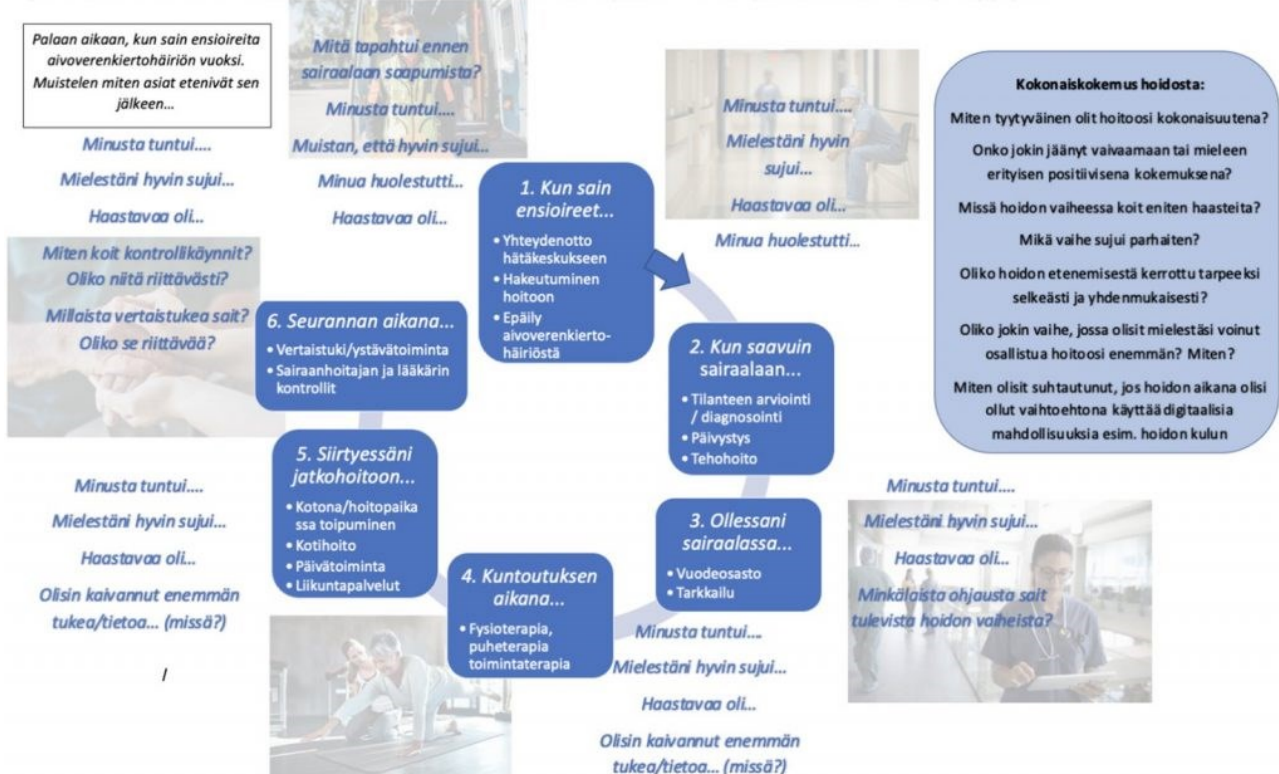 Palaan aikaan, kun sain ensioireita
aivoverenkiertohäiriön vuoksi.
Muistelen miten asiat etenivät sen
jälkeen...
Minusta tuntui....
Mielestäni hyvin sujui...
Haastavaa oli...
Miten koit kontrollikäynnit?
Oliko niitä riittävästi?
Millaista vertaistukea sait?
Oliko se riittävää?
Mitä tapahtui ennen
sairaalaan saapumista?
Minusta tuntui....
Muistan, että hyvin sujui...
Minua huolestutti...
Haastavaa oli...
1. Kun sain
ensioireet...
• Yhteydenotto
hätäkeskukseen
• Hakeutuminen
hoitoon
• Epäily
aivoverenkierto-
häiriöstä
Minusta tuntui....
Mielestäni hyvin
sujui...
Haastavaa oli...
Minua huolestutti...
2. Kun saavuin
sairaalaan...
• Tilanteen arviointi
/ diagnosointi
• Päivystys
• Tehohoito
3. Ollessani
sairaalassa...
• Vuodeosasto
• Tarkkailu
Minusta tuntui....
Mielestäni hyvin sujui...
Haastavaa oli...
Minkälaista ohjausta sait
tulevista hoidon vaiheista?
4. Kuntoutuksen
aikana...
• Fysioterapia,
puheterapia
toimintaterapia
Minusta tuntui....
Mielestäni hyvin sujui...
Haastavaa oli...
Olisin kaivannut enemmän
tukea/tietoa... (missä?)
5. Siirtyessäni
jatkohoitoon...
• Kotona/hoitopaika
ssa toipuminen
• Kotihoito
• Päivätoiminta
• Liikuntapalvelut
Minusta tuntui....
Mielestäni hyvin sujui...
Haastavaa oli...
Olisin kaivannut enemmän
tukea/tietoa... (missä?)
I
6. Seurannan aikana...
• Vertaistuki/ystävätoiminta
• Sairaanhoitajan ja lääkärin
kontrollit
Kokonaiskokemus hoidosta:
Miten tyytyväinen olit hoitoosi kokonaisuutena?
Onko jokin jäänyt vaivaamaan tai mieleen
erityisen positiivisena kokemuksena?
Missä hoidon vaiheessa koit eniten haasteita?
Mikä vaihe sujui parhaiten?
Oliko hoidon etenemisestä kerrottu tarpeeksi
selkeästi ja yhdenmukaisesti?
Oliko jokin vaihe, jossa olisit mielestäsi voinut
osallistua hoitoosi enemmän? Miten?
Miten olisit suhtautunut, jos hoidon aikana olisi
ollut vaihtoehtona käyttää digitaalisia
mahdollisuuksia esim. hoidon kulun